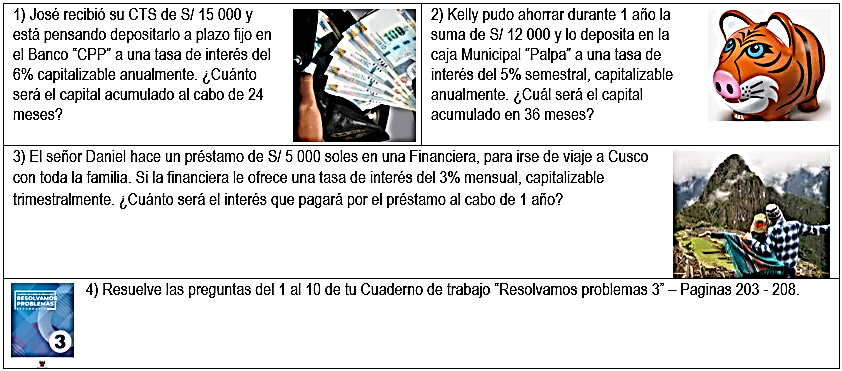 1) José recibió su CTS de S/ 15 000 y
está pensando depositarlo a plazo fijo en
el Banco "CPP" a una tasa de interés del
6% capitalizable anualmente. ¿Cuánto
será el capital acumulado al cabo de 24
meses?
2) Kelly pudo ahorrar durante 1 año la
suma de S/ 12 000 y lo deposita en la
caja Municipal "Palpa" a una tasa de
interés del 5% semestral, capitalizable
anualmente. ¿Cuál será el capital
acumulado en 36 meses?
3) El señor Daniel hace un préstamo de S/ 5 000 soles en una Financiera, para irse de viaje a Cusco
con toda la familia. Si la financiera le ofrece una tasa de interés del 3% mensual, capitalizable
trimestralmente. ¿Cuánto será el interés que pagará por el préstamo al cabo de 1 año?
4) Resuelve las preguntas del 1 al 10 de tu Cuaderno de trabajo "Resolvamos problemas 3" – Paginas 203 - 208.
RESOLVAMOS
PROBLEMAS
3